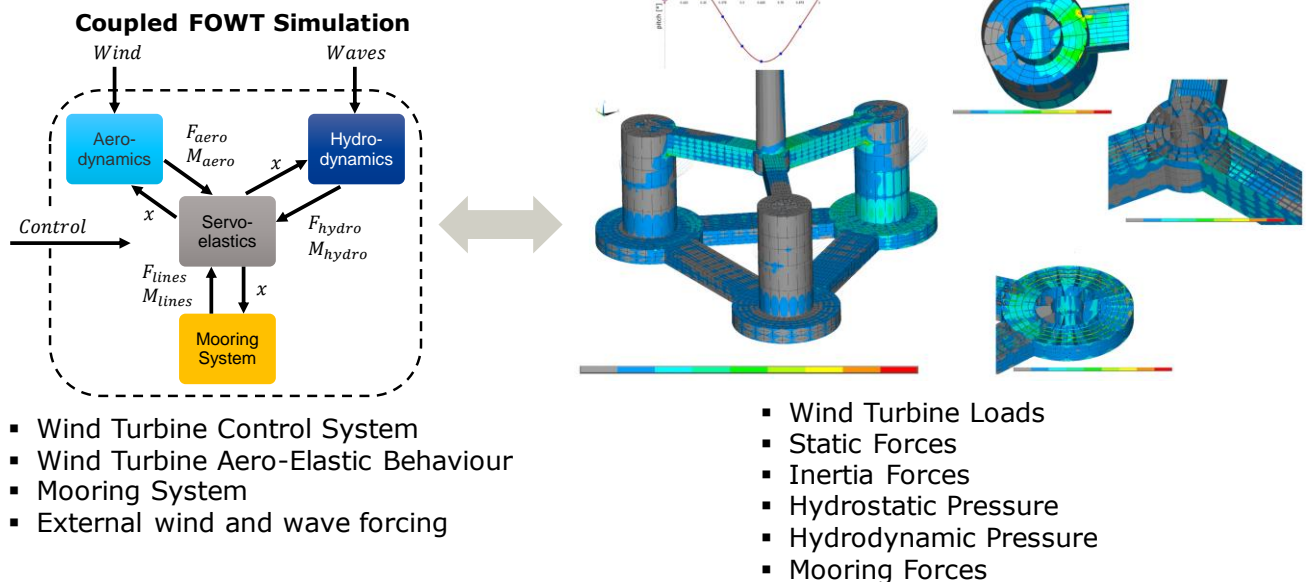 Coupled FOWT Simulation
Wind
Waves
Aero-
dynamics
F_aero
M_aero
x
Hydro-
dynamics
x
Servo-
elastics
F_hydro
M_hydro
Control
F_lines
M_lines
x
Mooring
System
▪ Wind Turbine Control System
▪ Wind Turbine Aero-Elastic Behaviour
▪ Mooring System
▪ External wind and wave forcing
pitch [°]
▪ Wind Turbine Loads
▪ Static Forces
▪ Inertia Forces
▪ Hydrostatic Pressure
▪ Hydrodynamic Pressure
▪ Mooring Forces